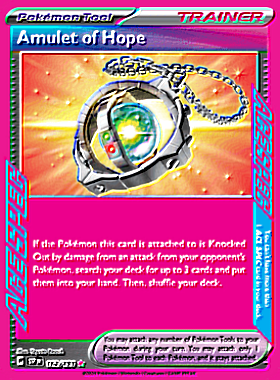 Pokémon Tool
TRAINER
Amulet of Hope
ACE SPEC
ACE SPEC
If the Pokémon this card is attached to is Knocked
Out by damage from an attack from your opponent's
Pokémon, search your deck for up to 3 cards and put
them into your hand. Then, shuffle your deck.
You may attach any number of Pokémon Tools to your
Pokémon during your turn. You may attach only 1
Pokémon Tool to each Pokémon, and it stays attached.